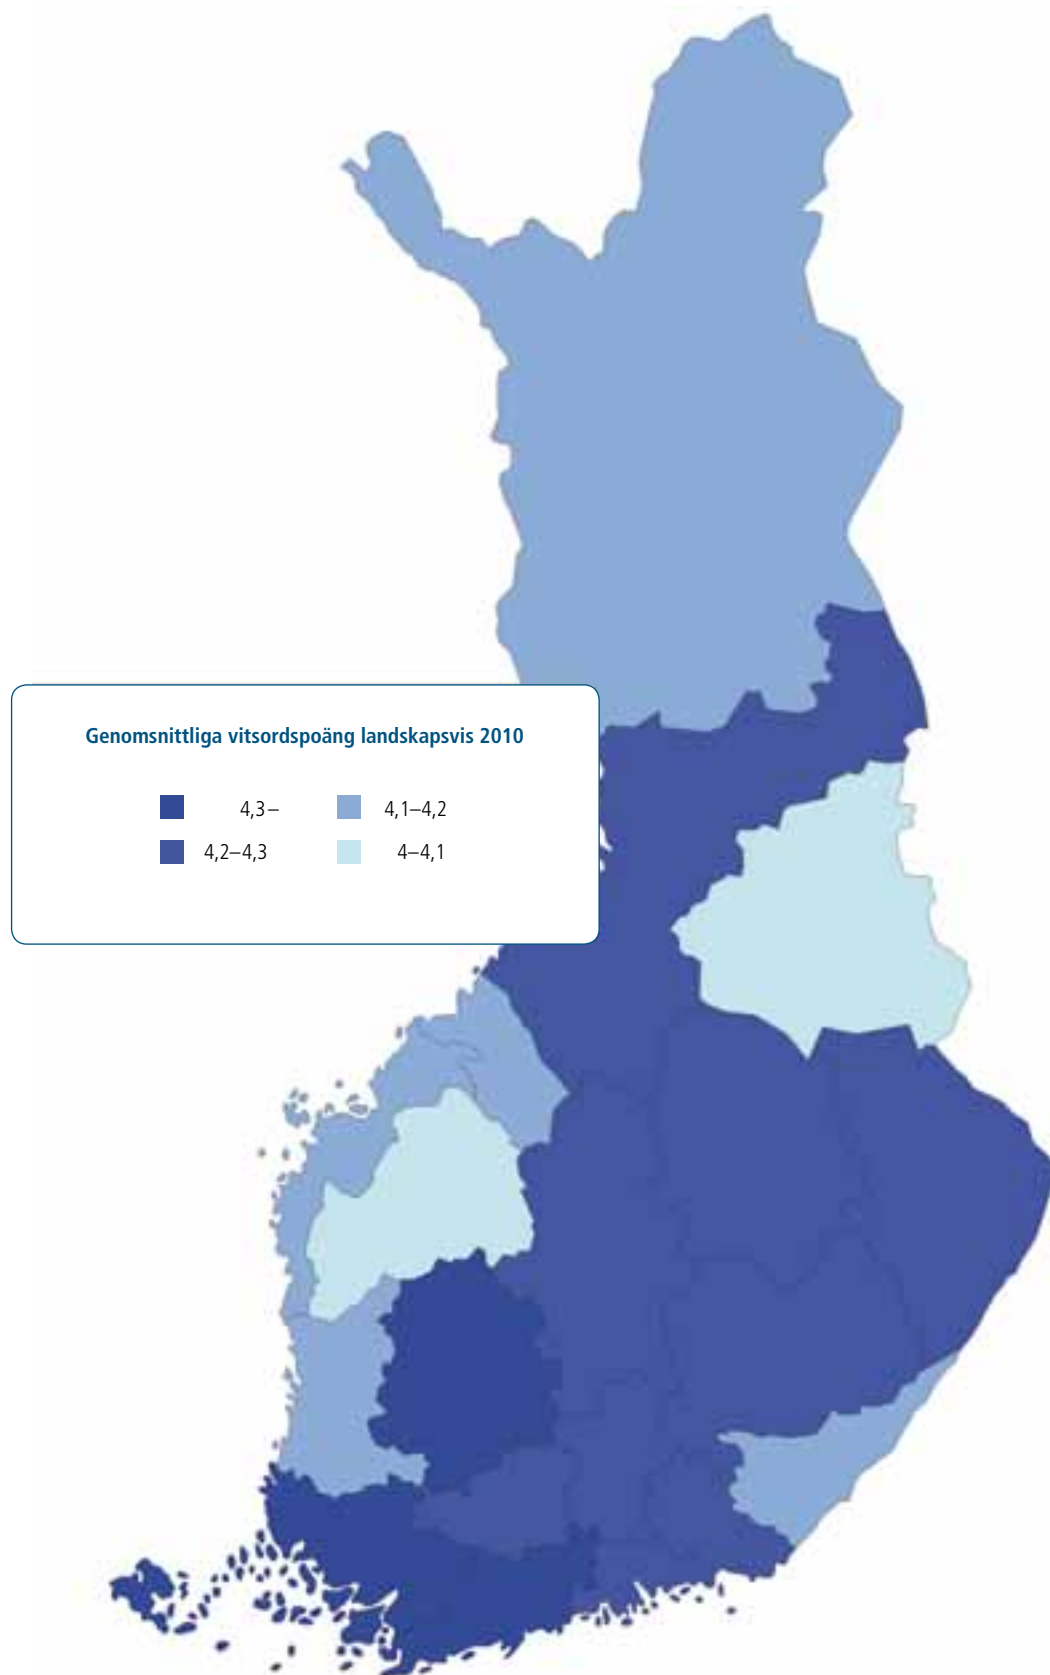 Genomsnittliga vitsordspoäng landskapsvis 2010
4,3– 4,1–4,2
4,2–4,3 4–4,1